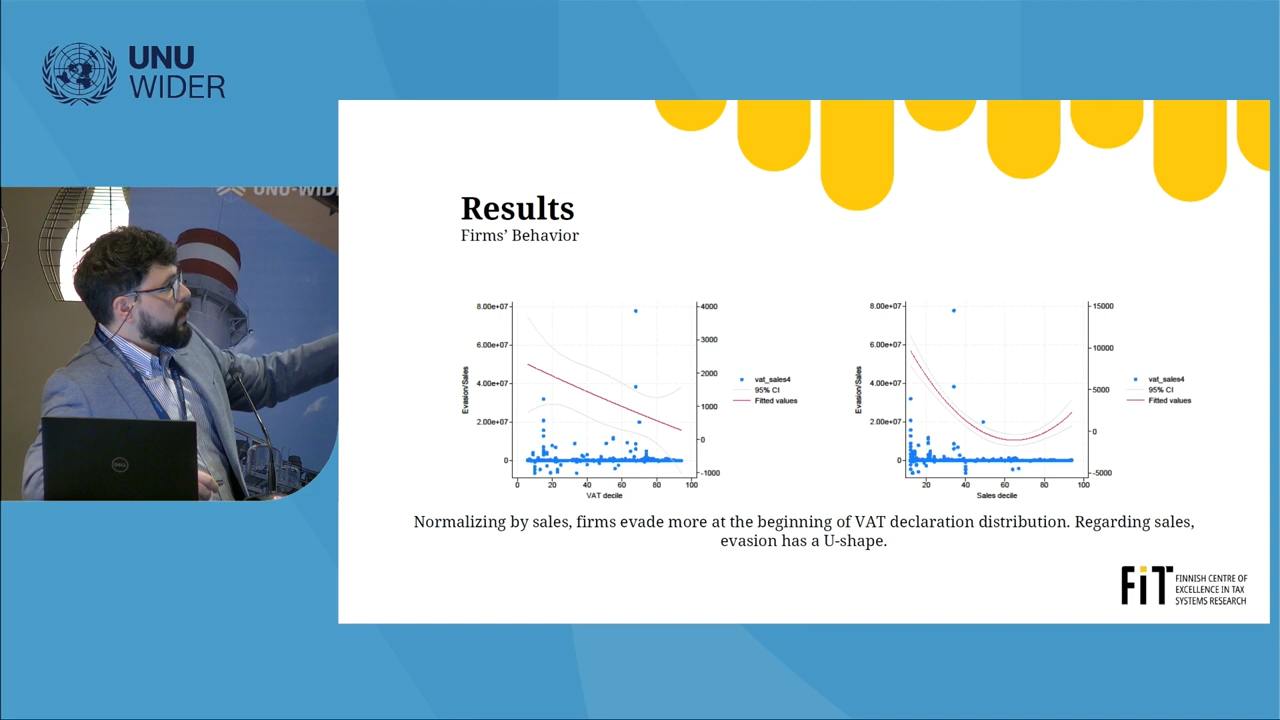 UNU
WIDER
UNU-WIDER
Results
Firms' Behavior
8.00e+07
6.00e+07
4.00e+07
2.00e+07
0
Evasion/Sales
4000
3000
2000
1000
0
-1000
0 20 40 60 80 100
VAT decile
vat_sales4
95% CI
Fitted values
8.00e+07
6.00e+07
4.00e+07
2.00e+07
0
Evasion/Sales
15000
10000
5000
0
-5000
20 40 60 80 100
Sales decile
vat_sales4
95% CI
Fitted values
Normalizing by sales, firms evade more at the beginning of VAT declaration distribution. Regarding sales,
evasion has a U-shape.
FiT
FINNISH CENTRE OF
EXCELLENCE IN TAX
SYSTEMS RESEARCH
DELL